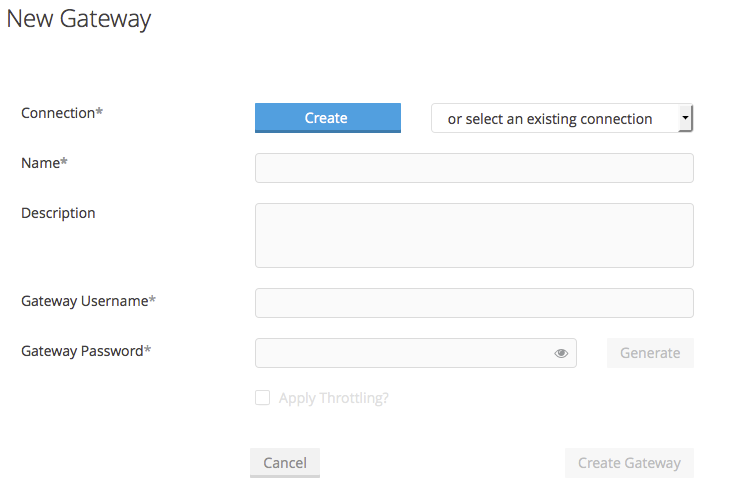 New Gateway
Connection* Create or select an existing connection
Name*
Description
Gateway Username*
Gateway Password* Generate
Apply Throttling?
Cancel Create Gateway